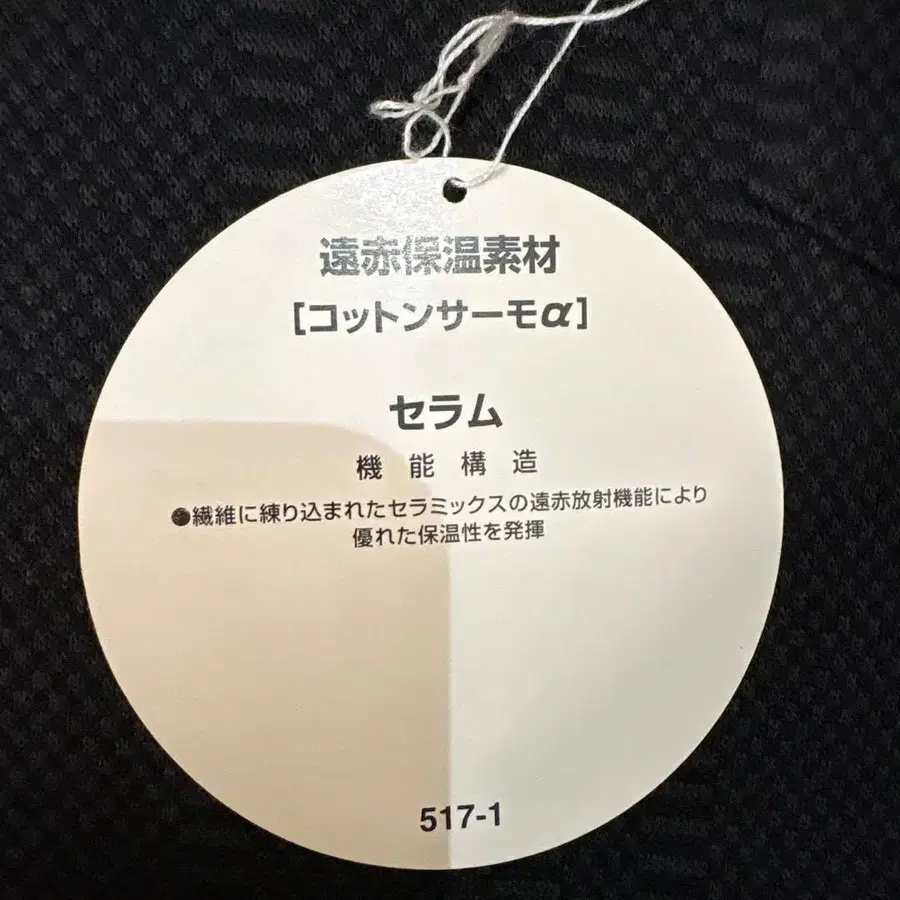 遠赤保温素材
[コットンサーモα]
セラム
機能構造
●繊維に練り込まれたセラミックスの遠赤放射機能により
優れた保温性を発揮
517-1